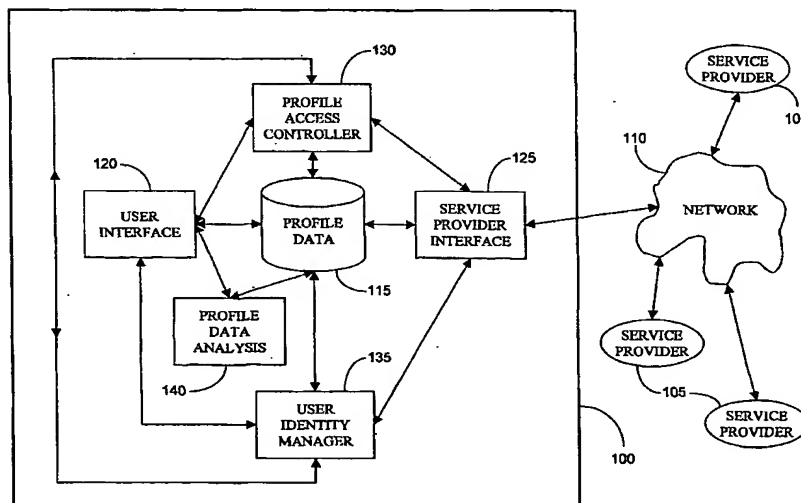 130
PROFILE
ACCESS
CONTROLLER
SERVICE
PROVIDER
110
120
USER
INTERFACE
PROFILE
DATA
125
SERVICE
PROVIDER
INTERFACE
NETWORK
115
PROFILE
DATA
ANALYSIS
140
135
USER
IDENTITY
MANAGER
SERVICE
PROVIDER
105
SERVICE
PROVIDER
100